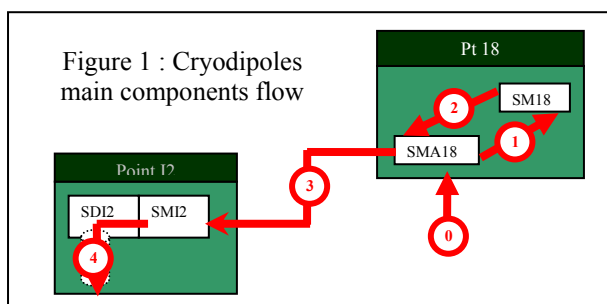 Figure 1 : Cryodipoles
main components flow
Pt 18
SM18
2
1
SMA18
3
0
Point I2
SDI2
SMI2
4